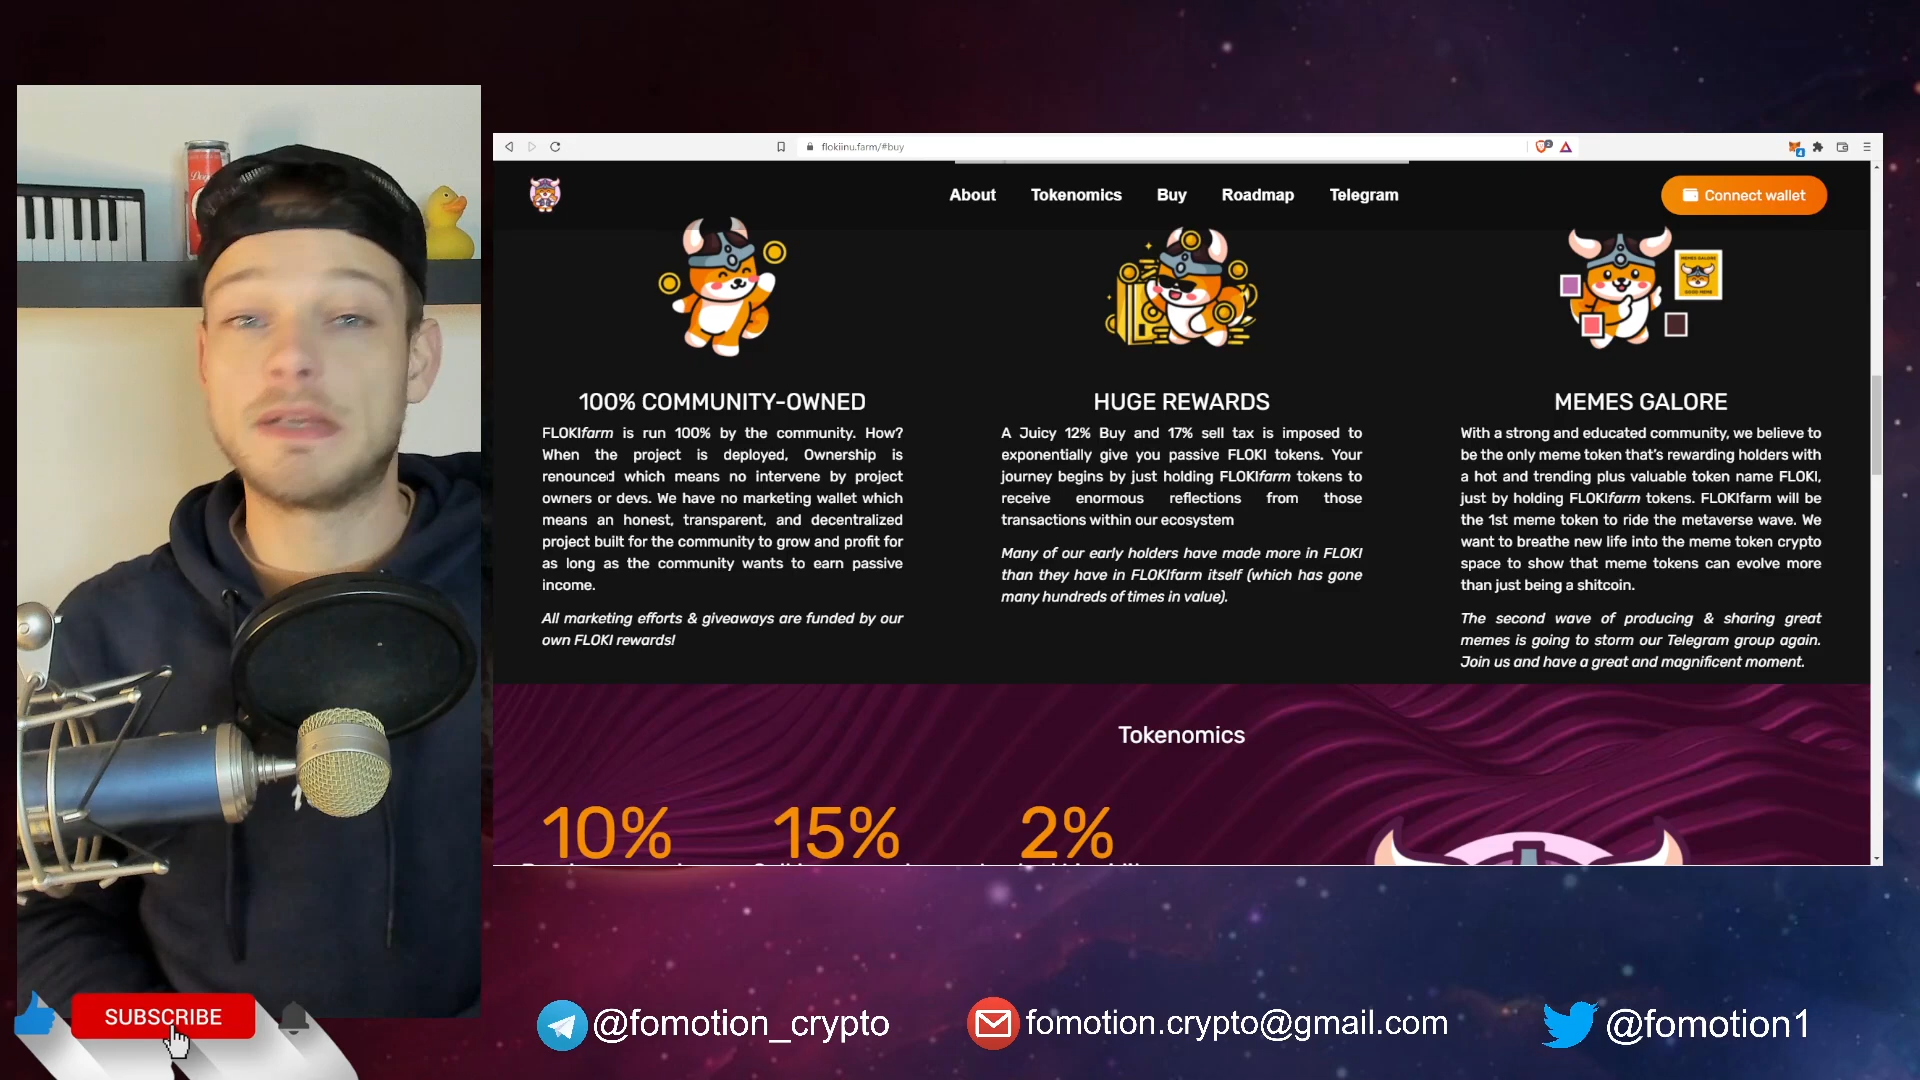 flokiinu.farm/#buy
About Tokenomics Buy Roadmap Telegram
Connect wallet
100% COMMUNITY-OWNED
FLOKIfarm is run 100% by the community. How?
When the project is deployed, Ownership is
renounced which means no intervene by project
owners or devs. We have no marketing wallet which
means an honest, transparent, and decentralized
project built for the community to grow and profit for
as long as the community wants to earn passive
income.
All marketing efforts & giveaways are funded by our
own FLOKI rewards!
HUGE REWARDS
A Juicy 12% Buy and 17% sell tax is imposed to
exponentially give you passive FLOKI tokens. Your
journey begins by just holding FLOKIfarm tokens to
receive enormous reflections from those
transactions within our ecosystem
Many of our early holders have made more in FLOKI
than they have in FLOKIfarm itself (which has gone
many hundreds of times in value).
MEMES GALORE
MEMES GALORE
With a strong and educated community, we believe to
be the only meme token that's rewarding holders with
a hot and trending plus valuable token name FLOKI,
just by holding FLOKIfarm tokens. FLOKIfarm will be
the 1st meme token to ride the metaverse wave. We
want to breathe new life into the meme token crypto
space to show that meme tokens can evolve more
than just being a shitcoin.
The second wave of producing & sharing great
memes is going to storm our Telegram group again.
Join us and have a great and magnificent moment.
Tokenomics
10% 15% 2%
SUBSCRIBE
@fomotion_crypto
fomotion.crypto@gmail.com
@fomotion1